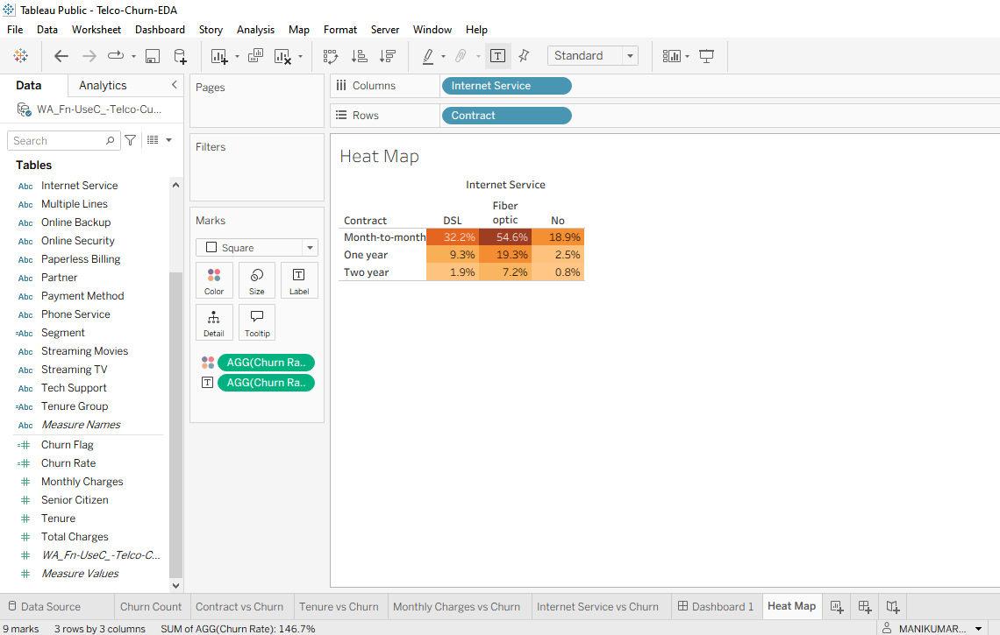 Tableau Public - Telco-Churn-EDA
File Data Worksheet Dashboard Story Analysis Map Format Server Window Help
Standard
Data Analytics
WA_Fn-UseC_-Telco-Cu...
Search
Tables
Abc Internet Service
Abc Multiple Lines
Abc Online Backup
Abc Online Security
Abc Paperless Billing
Abc Partner
Abc Payment Method
Abc Phone Service
=Abc Segment
Abc Streaming Movies
Abc Streaming TV
Abc Tech Support
=Abc Tenure Group
Abc Measure Names
=# Churn Flag
=# Churn Rate
# Monthly Charges
# Senior Citizen
# Tenure
# Total Charges
# WA_Fn-UseC_-Telco-C...
# Measure Values
Pages
Filters
Marks
Square
Color Size Label
Detail Tooltip
AGG(Churn Ra..
AGG(Churn Ra..
Columns Internet Service
Rows Contract
Heat Map
Internet Service
Contract DSL Fiber optic No
Month-to-month 32.2% 54.6% 18.9%
One year 9.3% 19.3% 2.5%
Two year 1.9% 7.2% 0.8%
Data Source Churn Count Contract vs Churn Tenure vs Churn Monthly Charges vs Churn Internet Service vs Churn Dashboard 1 Heat Map
9 marks 3 rows by 3 columns SUM of AGG(Churn Rate): 146.7% MANIKUMAR...